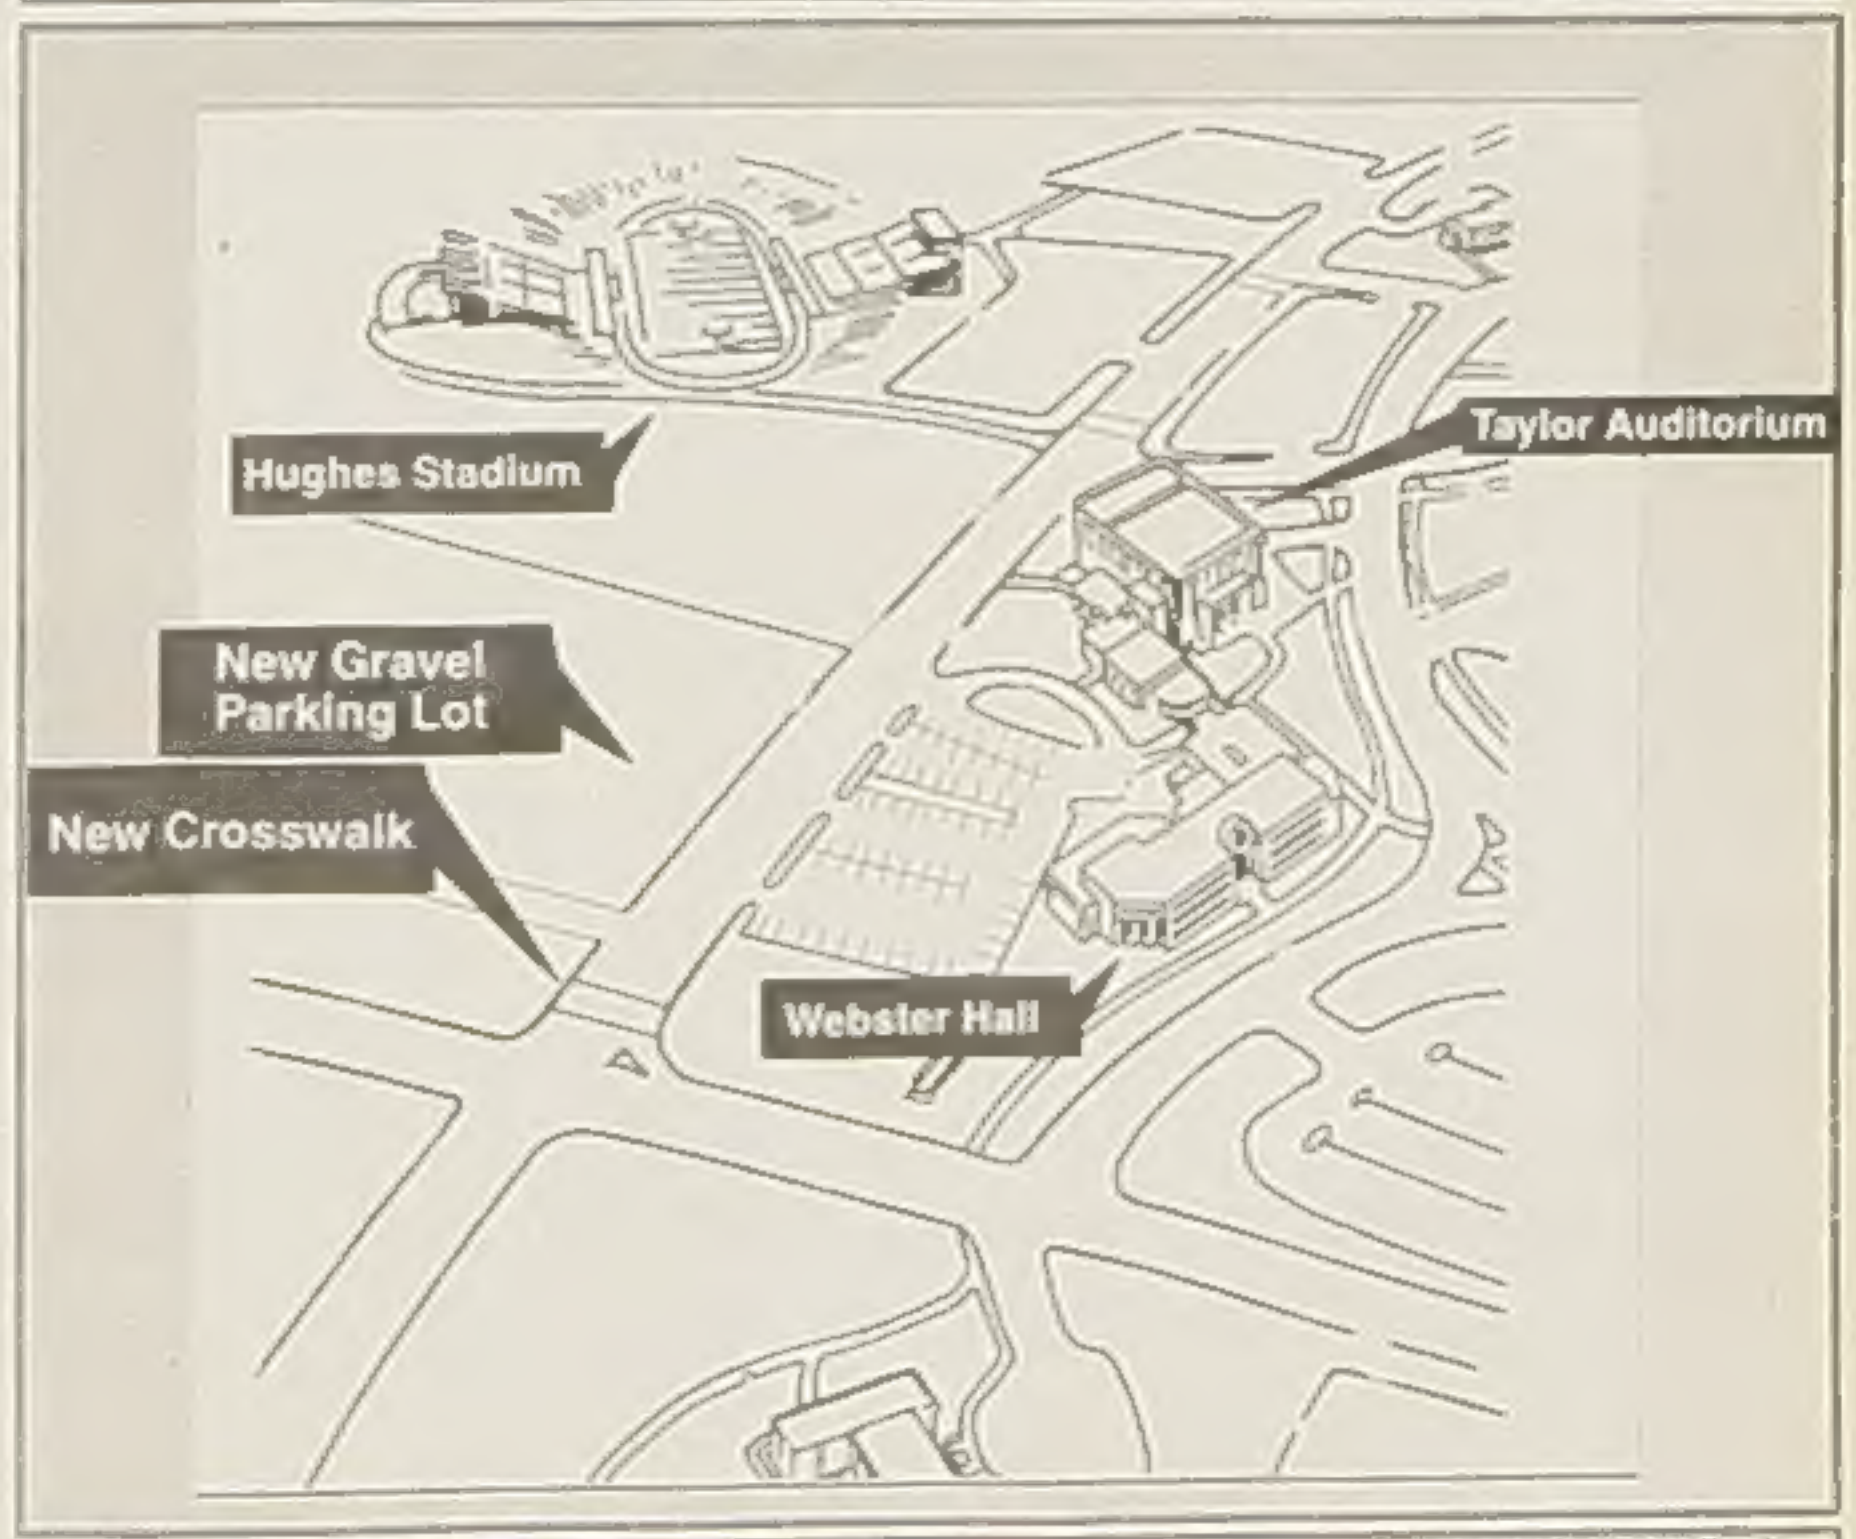 Taylor Auditorium
Hughes Stadium
New Gravel
Parking Lot
New Crosswalk
Webster Hall